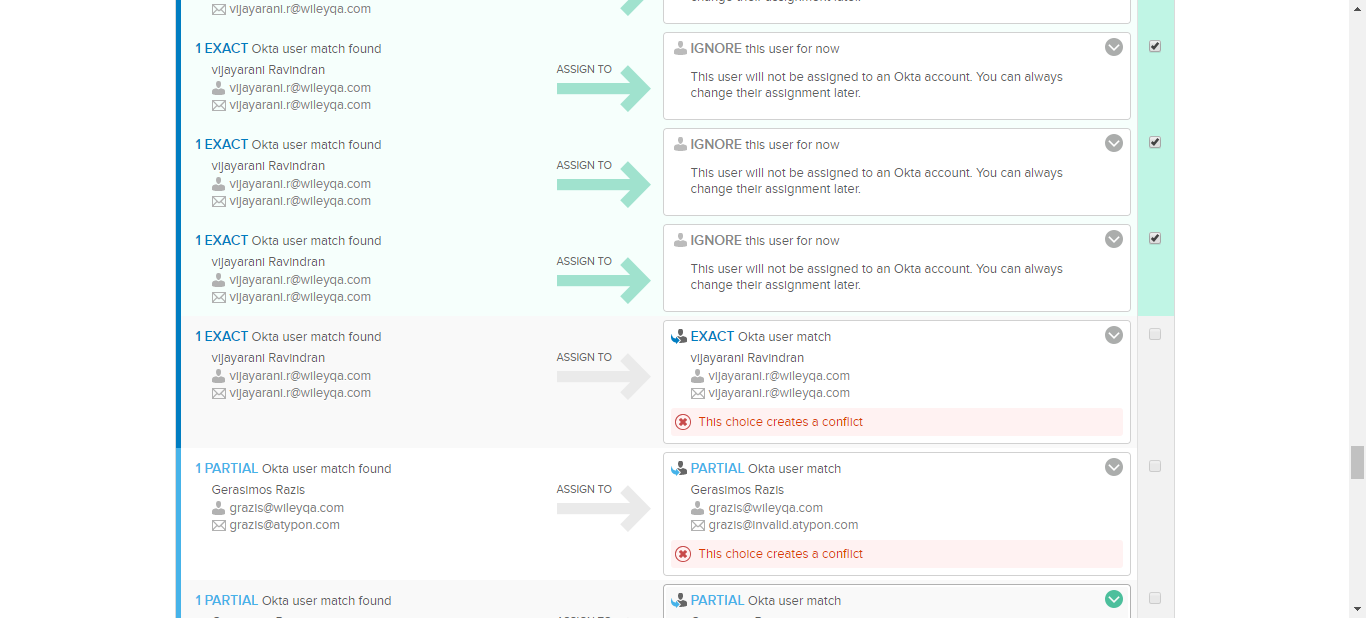 vijayarani.r@wileyqa.com
change their assignment later.
1 EXACT Okta user match found
vijayarani Ravindran
vijayarani.r@wileyqa.com
vijayarani.r@wileyqa.com
ASSIGN TO
IGNORE this user for now
This user will not be assigned to an Okta account. You can always
change their assignment later.
1 EXACT Okta user match found
vijayarani Ravindran
vijayarani.r@wileyqa.com
vijayarani.r@wileyqa.com
ASSIGN TO
IGNORE this user for now
This user will not be assigned to an Okta account. You can always
change their assignment later.
1 EXACT Okta user match found
vijayarani Ravindran
vijayarani.r@wileyqa.com
vijayarani.r@wileyqa.com
ASSIGN TO
IGNORE this user for now
This user will not be assigned to an Okta account. You can always
change their assignment later.
1 EXACT Okta user match found
vijayarani Ravindran
vijayarani.r@wileyqa.com
vijayarani.r@wileyqa.com
ASSIGN TO
EXACT Okta user match
vijayarani Ravindran
vijayarani.r@wileyqa.com
vijayarani.r@wileyqa.com
This choice creates a conflict
1 PARTIAL Okta user match found
Gerasimos Razis
grazis@wileyqa.com
grazis@atypon.com
ASSIGN TO
PARTIAL Okta user match
Gerasimos Razis
grazis@wileyqa.com
grazis@invalid.atypon.com
This choice creates a conflict
1 PARTIAL Okta user match found
PARTIAL Okta user match